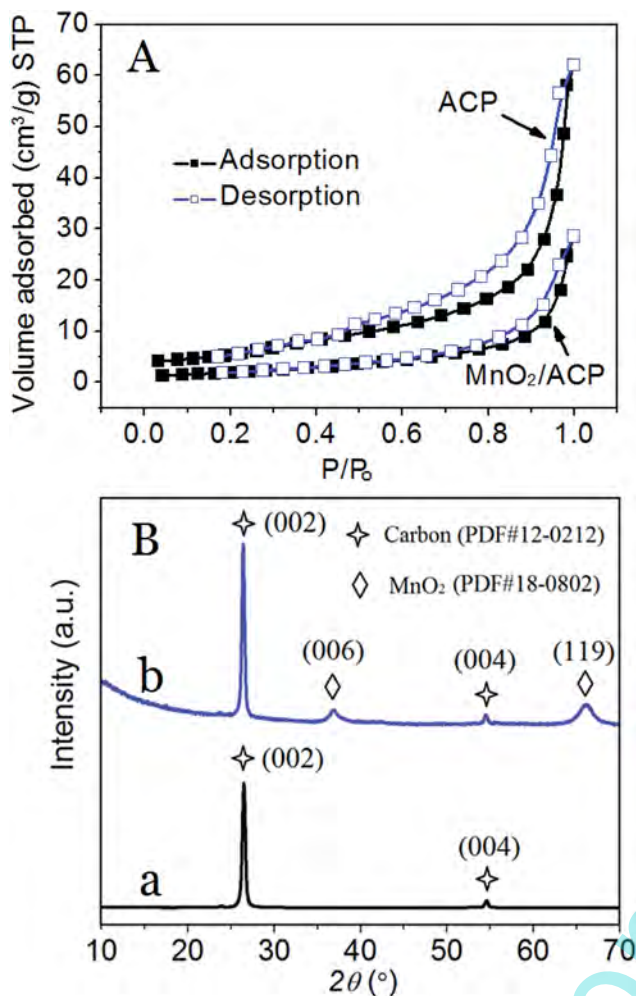 A
Volume adsorbed (cm³/g) STP
70
60
50
40
30
20
10
0
ACP
Adsorption
Desorption
MnO₂/ACP
0.0 0.2 0.4 0.6 0.8 1.0
P/P₀
B
Intensity (a.u.)
(002)
Carbon (PDF#12-0212)
MnO₂ (PDF#18-0802)
(006)
(004)
(119)
b
(002)
(004)
a
10 20 30 40 50 60 70
2θ (°)